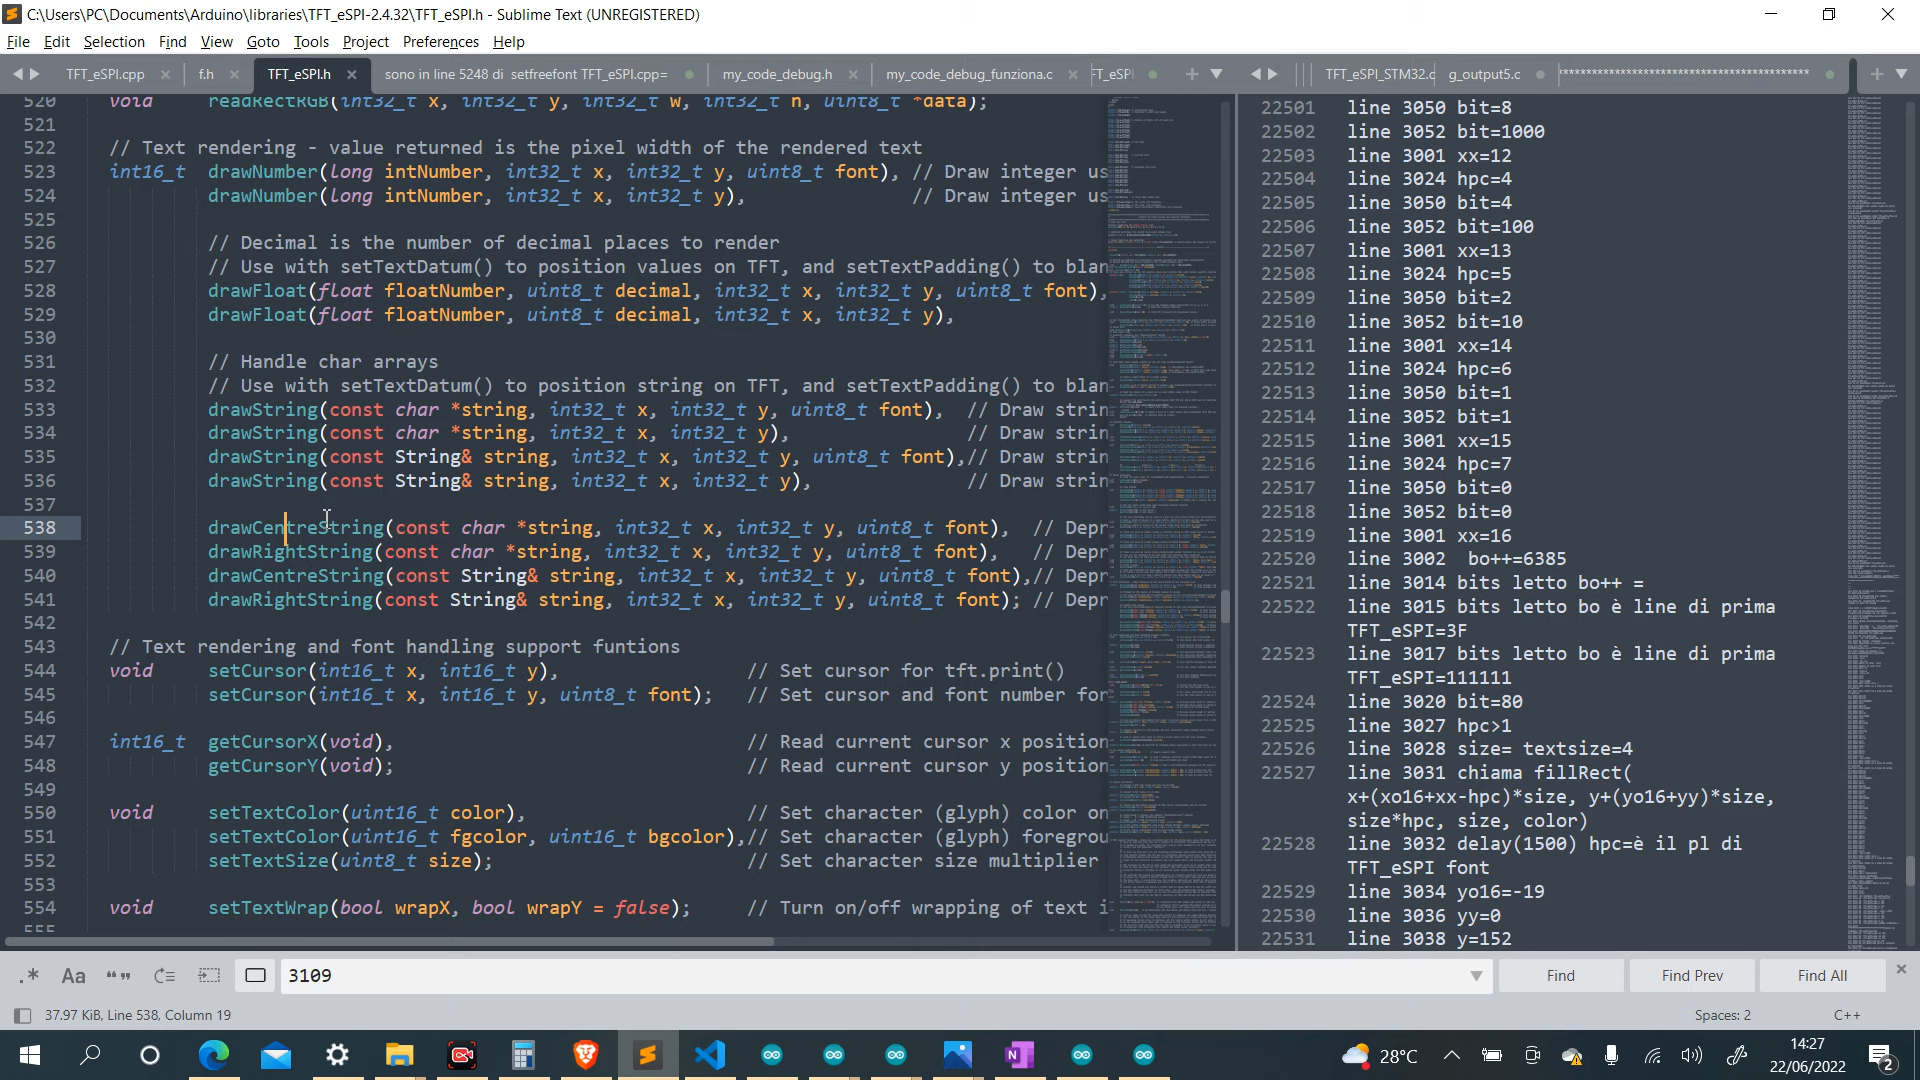 C:\Users\PC\Documents\Arduino\libraries\TFT_eSPI-2.4.32\TFT_eSPI.h - Sublime Text (UNREGISTERED)
File Edit Selection Find View Goto Tools Project Preferences Help
TFT_eSPI.cpp f.h TFT_eSPI.h sono in line 5248 di setfreefont TFT_eSPI.cpp= my_code_debug.h my_code_debug_funziona.c FT_eSPI TFT_eSPI_STM32.c g_output5.c ******************************************
520 void readRectRGB(int32_t x, int32_t y, int32_t w, int32_t h, uint8_t *data);
521
522 // Text rendering - value returned is the pixel width of the rendered text
523 int16_t drawNumber(long intNumber, int32_t x, int32_t y, uint8_t font), // Draw integer us
524 drawNumber(long intNumber, int32_t x, int32_t y), // Draw integer us
525
526 // Decimal is the number of decimal places to render
527 // Use with setTextDatum() to position values on TFT, and setTextPadding() to blan
528 drawFloat(float floatNumber, uint8_t decimal, int32_t x, int32_t y, uint8_t font),
529 drawFloat(float floatNumber, uint8_t decimal, int32_t x, int32_t y),
530
531 // Handle char arrays
532 // Use with setTextDatum() to position string on TFT, and setTextPadding() to blan
533 drawString(const char *string, int32_t x, int32_t y, uint8_t font), // Draw strin
534 drawString(const char *string, int32_t x, int32_t y), // Draw strin
535 drawString(const String& string, int32_t x, int32_t y, uint8_t font),// Draw strin
536 drawString(const String& string, int32_t x, int32_t y), // Draw strin
537
538 drawCentreString(const char *string, int32_t x, int32_t y, uint8_t font), // Depr
539 drawRightString(const char *string, int32_t x, int32_t y, uint8_t font), // Depr
540 drawCentreString(const String& string, int32_t x, int32_t y, uint8_t font),// Depr
541 drawRightString(const String& string, int32_t x, int32_t y, uint8_t font); // Depr
542
543 // Text rendering and font handling support funtions
544 void setCursor(int16_t x, int16_t y), // Set cursor for tft.print()
545 setCursor(int16_t x, int16_t y, uint8_t font); // Set cursor and font number for
546
547 int16_t getCursorX(void), // Read current cursor x position
548 getCursorY(void); // Read current cursor y position
549
550 void setTextColor(uint16_t color), // Set character (glyph) color on
551 setTextColor(uint16_t fgcolor, uint16_t bgcolor),// Set character (glyph) foregrou
552 setTextSize(uint8_t size); // Set character size multiplier
553
554 void setTextWrap(bool wrapX, bool wrapY = false); // Turn on/off wrapping of text i
555
22501 line 3050 bit=8
22502 line 3052 bit=1000
22503 line 3001 xx=12
22504 line 3024 hpc=4
22505 line 3050 bit=4
22506 line 3052 bit=100
22507 line 3001 xx=13
22508 line 3024 hpc=5
22509 line 3050 bit=2
22510 line 3052 bit=10
22511 line 3001 xx=14
22512 line 3024 hpc=6
22513 line 3050 bit=1
22514 line 3052 bit=1
22515 line 3001 xx=15
22516 line 3024 hpc=7
22517 line 3050 bit=0
22518 line 3052 bit=0
22519 line 3001 xx=16
22520 line 3002  bo++=6385
22521 line 3014 bits letto bo++ =
22522 line 3015 bits letto bo è line di prima
TFT_eSPI=3F
22523 line 3017 bits letto bo è line di prima
TFT_eSPI=111111
22524 line 3020 bit=80
22525 line 3027 hpc>1
22526 line 3028 size= textsize=4
22527 line 3031 chiama fillRect(
x+(xo16+xx-hpc)*size, y+(yo16+yy)*size,
size*hpc, size, color)
22528 line 3032 delay(1500) hpc=è il pl di
TFT_eSPI font
22529 line 3034 yo16=-19
22530 line 3036 yy=0
22531 line 3038 y=152
.* Aa 3109 Find Find Prev Find All
37.97 KiB, Line 538, Column 19 Spaces: 2 C++
28°C 14:27
22/06/2022 2